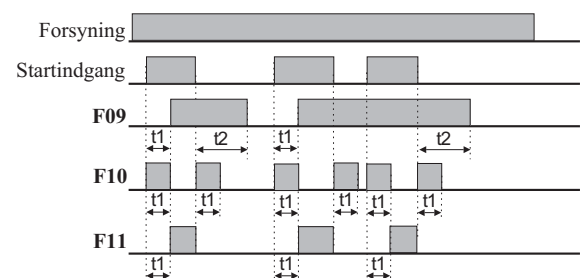 Forsyning
Startindgang
F09
t1 t2 t1 t2
F10
t1 t1 t1 t1 t1 t1
F11
t1 t1 t1